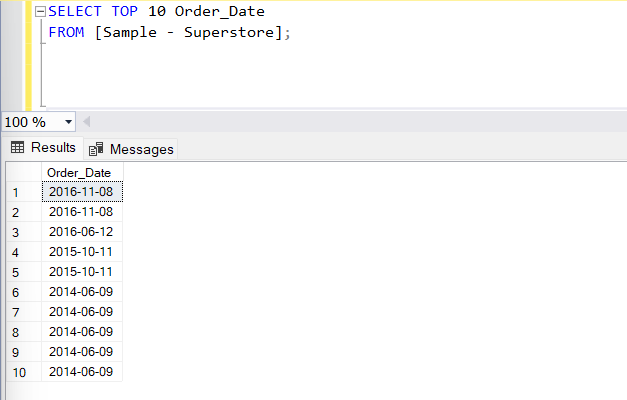 SELECT TOP 10 Order_Date
FROM [Sample - Superstore];
100 %
Results Messages
Order_Date
1 2016-11-08
2 2016-11-08
3 2016-06-12
4 2015-10-11
5 2015-10-11
6 2014-06-09
7 2014-06-09
8 2014-06-09
9 2014-06-09
10 2014-06-09